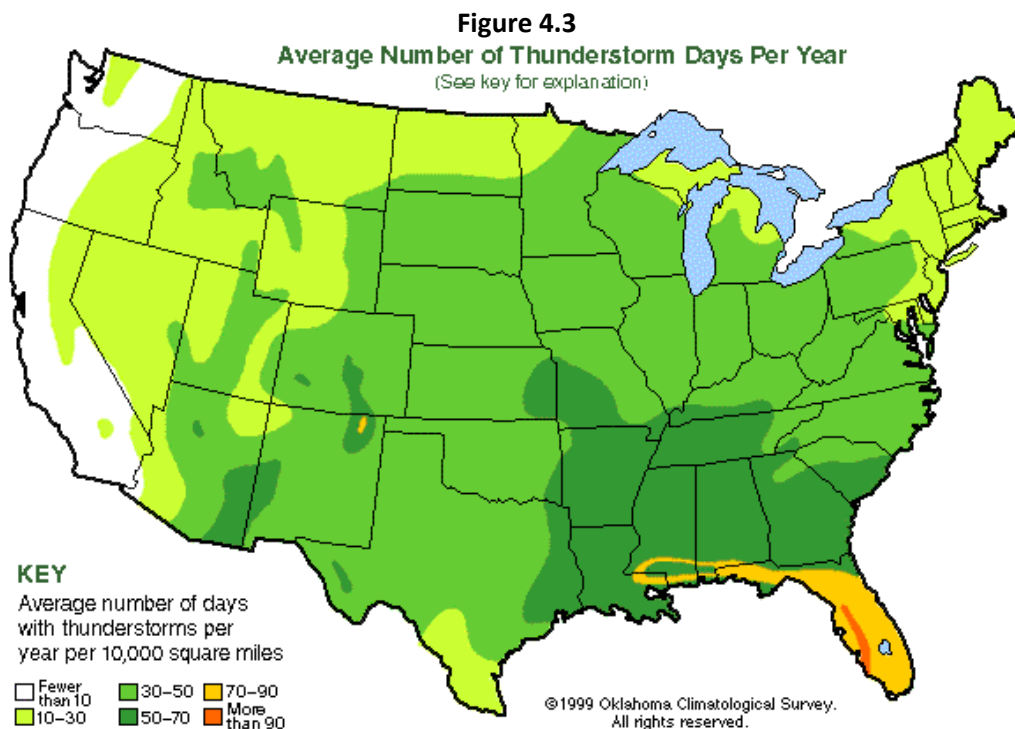 Figure 4.3
Average Number of Thunderstorm Days Per Year
(See key for explanation)
KEY
Average number of days
with thunderstorms per
year per 10,000 square miles
Fewer
than 10
30–50
70–90
10–30
50–70
More
than 90
©1999 Oklahoma Climatological Survey.
All rights reserved.